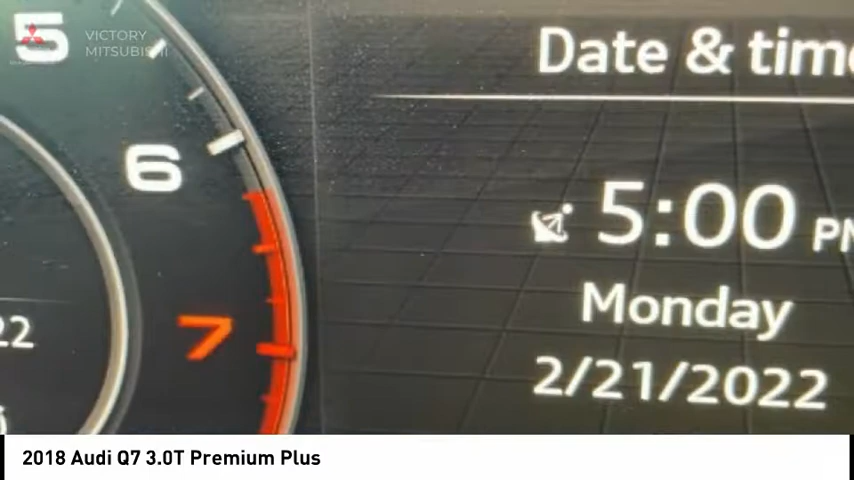 5
VICTORY
MITSUBISHI
6
7
22
Date & time
5:00 PM
Monday
2/21/2022
2018 Audi Q7 3.0T Premium Plus